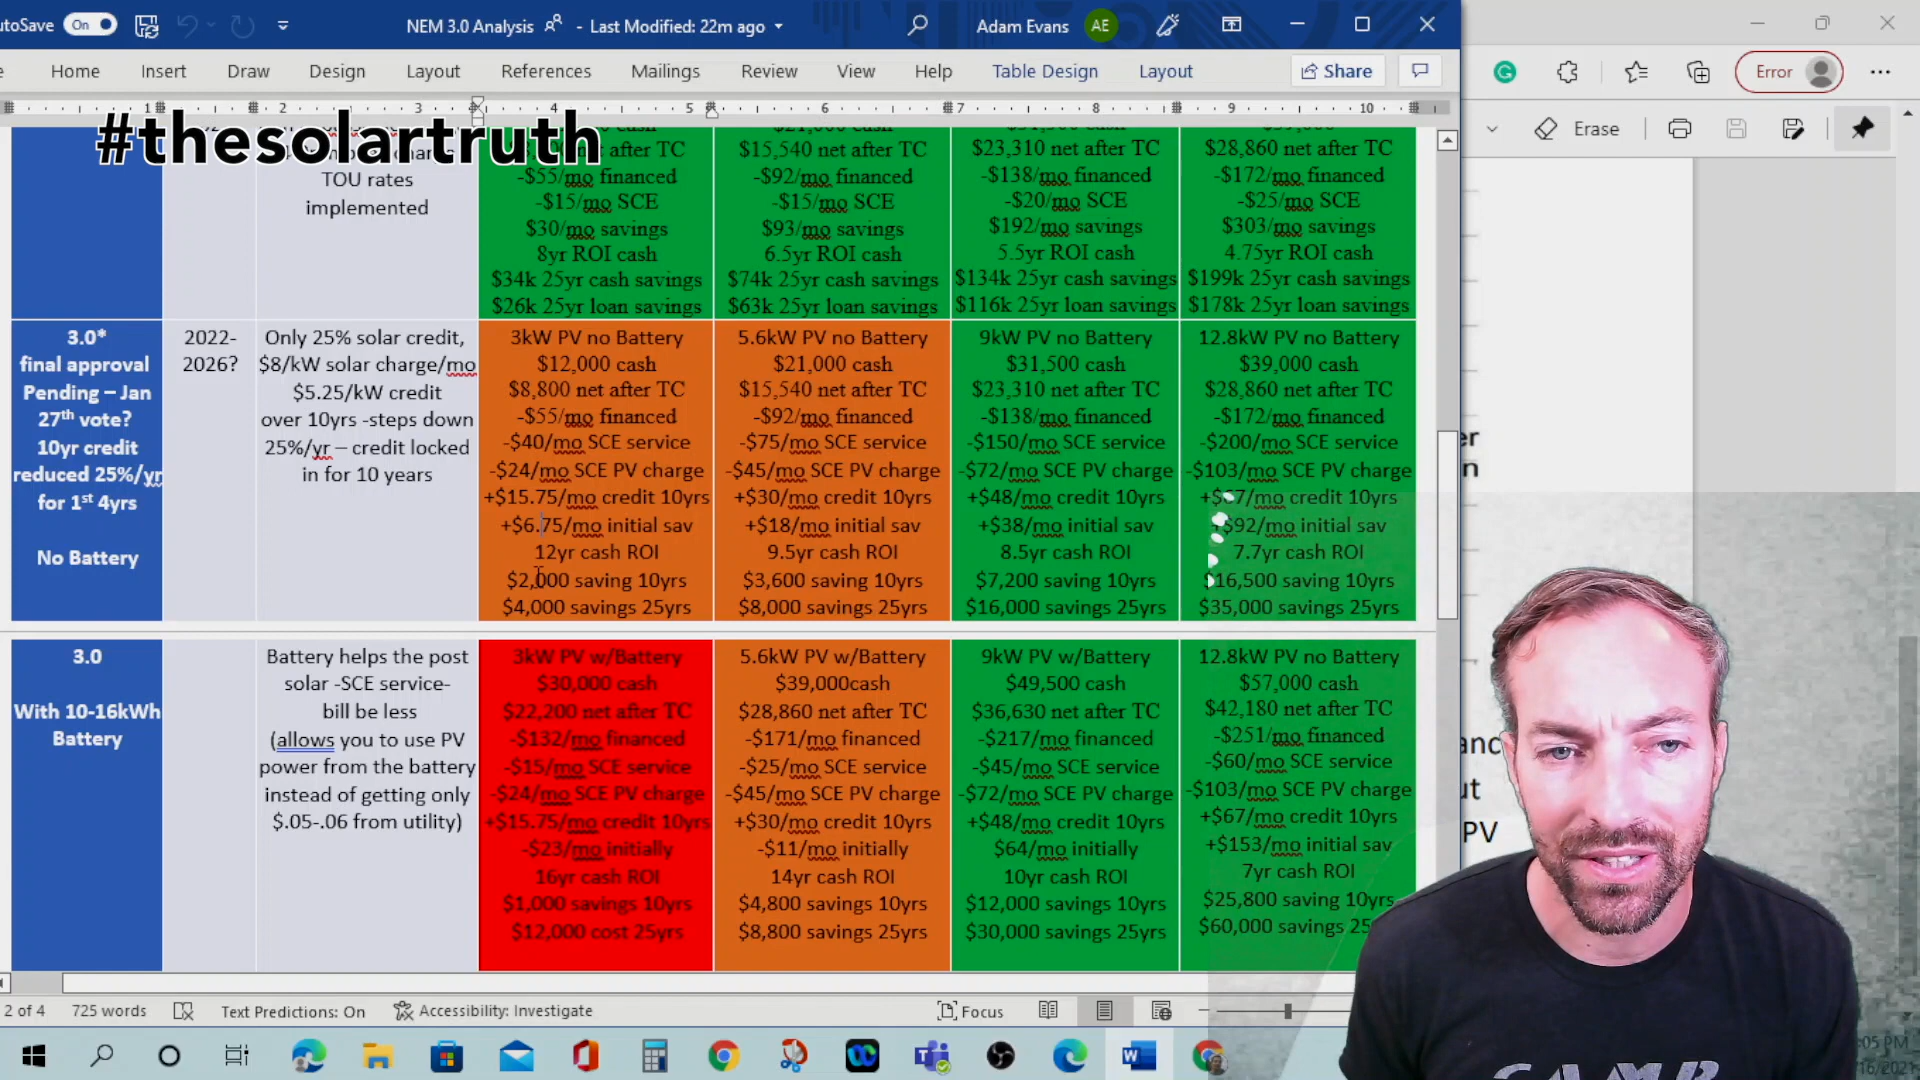 utoSave On
NEM 3.0 Analysis - Last Modified: 22m ago
Adam Evans AE
Home Insert Draw Design Layout References Mailings Review View Help Table Design Layout Share
Error
Erase
1 2 3 4 5 6 7 8 9 10
#thesolartruth
TOU rates
implemented
net after TC
-$55/mo financed
-$15/mo SCE
$30/mo savings
8yr ROI cash
$34k 25yr cash savings
$26k 25yr loan savings
$15,540 net after TC
-$92/mo financed
-$15/mo SCE
$93/mo savings
6.5yr ROI cash
$74k 25yr cash savings
$63k 25yr loan savings
$23,310 net after TC
-$138/mo financed
-$20/mo SCE
$192/mo savings
5.5yr ROI cash
$134k 25yr cash savings
$116k 25yr loan savings
$28,860 net after TC
-$172/mo financed
-$25/mo SCE
$303/mo savings
4.75yr ROI cash
$199k 25yr cash savings
$178k 25yr loan savings
3.0*
final approval
Pending – Jan
27th vote?
10yr credit
reduced 25%/yr
for 1st 4yrs
No Battery
2022-
2026?
Only 25% solar credit,
$8/kW solar charge/mo
$5.25/kW credit
over 10yrs -steps down
25%/yr – credit locked
in for 10 years
3kW PV no Battery
$12,000 cash
$8,800 net after TC
-$55/mo financed
-$40/mo SCE service
-$24/mo SCE PV charge
+$15.75/mo credit 10yrs
+$6.75/mo initial sav
12yr cash ROI
$2,000 saving 10yrs
$4,000 savings 25yrs
5.6kW PV no Battery
$21,000 cash
$15,540 net after TC
-$92/mo financed
-$75/mo SCE service
-$45/mo SCE PV charge
+$30/mo credit 10yrs
+$18/mo initial sav
9.5yr cash ROI
$3,600 saving 10yrs
$8,000 savings 25yrs
9kW PV no Battery
$31,500 cash
$23,310 net after TC
-$138/mo financed
-$150/mo SCE service
-$72/mo SCE PV charge
+$48/mo credit 10yrs
+$38/mo initial sav
8.5yr cash ROI
$7,200 saving 10yrs
$16,000 savings 25yrs
12.8kW PV no Battery
$39,000 cash
$28,860 net after TC
-$172/mo financed
-$200/mo SCE service
-$103/mo SCE PV charge
/mo credit 10yrs
+$92/mo initial sav
7.7yr cash ROI
$16,500 saving 10yrs
$35,000 savings 25yrs
3.0
With 10-16kWh
Battery
Battery helps the post
solar -SCE service-
bill be less
(allows you to use PV
power from the battery
instead of getting only
$.05-.06 from utility)
3kW PV w/Battery
$30,000 cash
$22,200 net after TC
-$132/mo financed
-$15/mo SCE service
-$24/mo SCE PV charge
+$15.75/mo credit 10yrs
-$23/mo initially
16yr cash ROI
$1,000 savings 10yrs
$12,000 cost 25yrs
5.6kW PV w/Battery
$39,000cash
$28,860 net after TC
-$171/mo financed
-$25/mo SCE service
-$45/mo SCE PV charge
+$30/mo credit 10yrs
-$11/mo initially
14yr cash ROI
$4,800 savings 10yrs
$8,800 savings 25yrs
9kW PV w/Battery
$49,500 cash
$36,630 net after TC
-$217/mo financed
-$45/mo SCE service
-$72/mo SCE PV charge
+$48/mo credit 10yrs
$64/mo initially
10yr cash ROI
$12,000 savings 10yrs
$30,000 savings 25yrs
12.8kW PV no Battery
$57,000 cash
$42,180 net after TC
-$251/mo financed
-$60/mo SCE service
-$103/mo SCE PV charge
+$67/mo credit 10yrs
+$153/mo initial sav
7yr cash ROI
$25,800 saving 10yrs
$60,000 savings
PV
2 of 4 725 words Text Predictions: On Accessibility: Investigate Focus